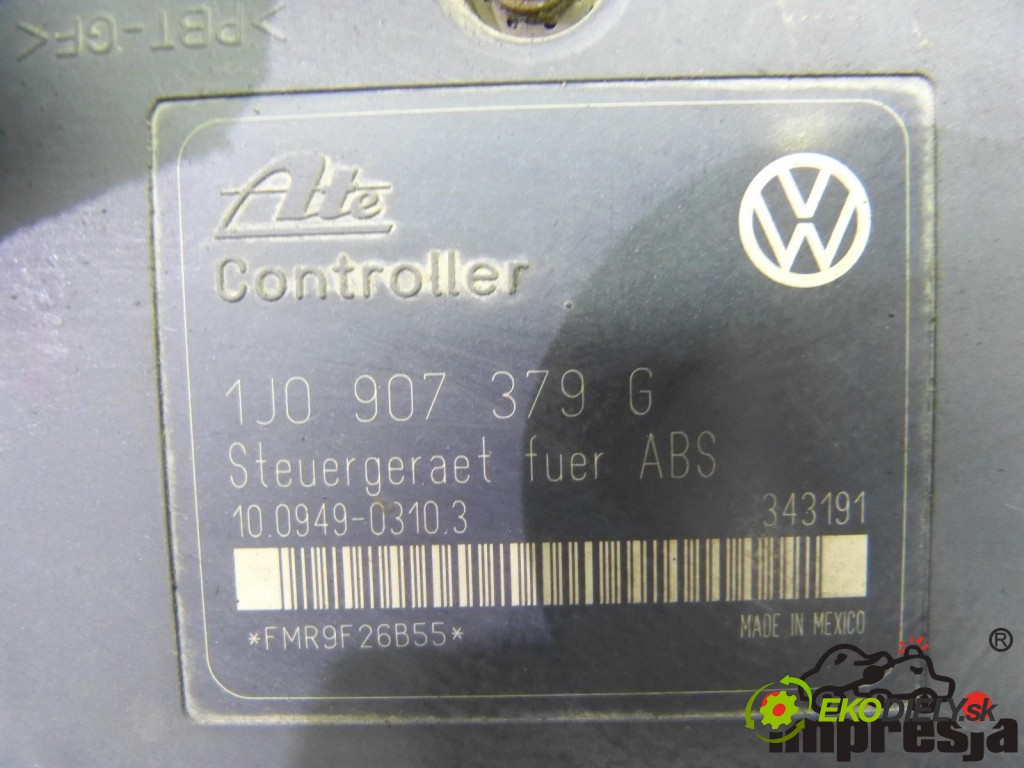 >PBT-GF<
Ate
Controller
1J0 907 379 G
Steuergeraet fuer ABS
10.0949-0310.3 343191
*FMR9F26B55*
MADE IN MEXICO
®
EKODIELY.sk
impresja